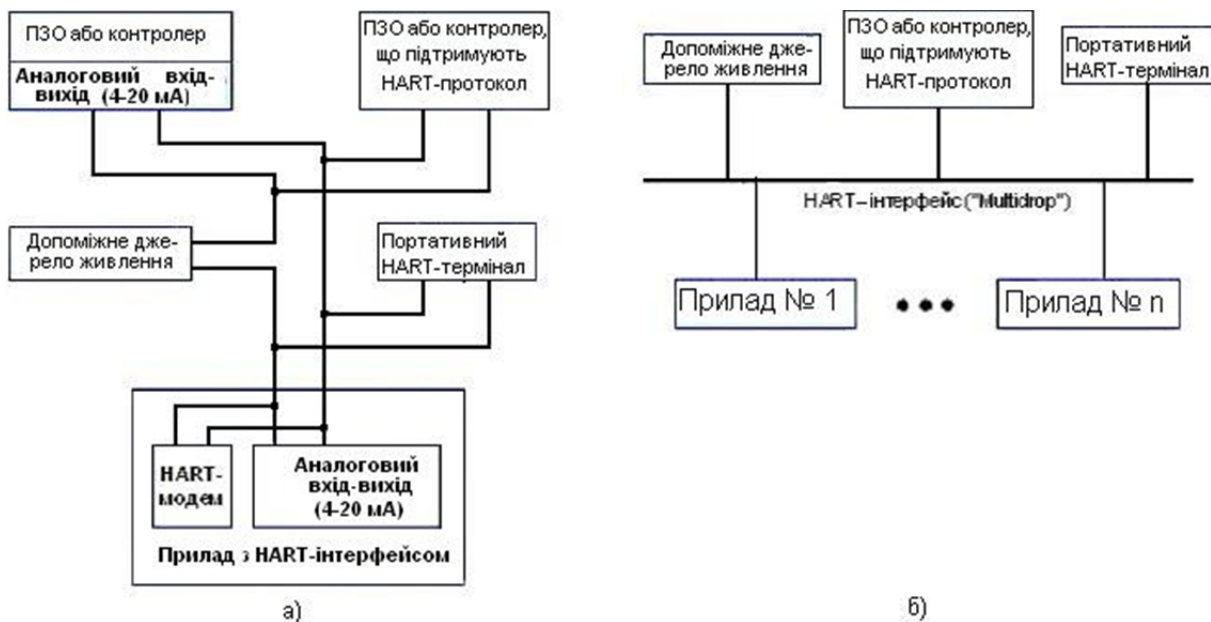 ПЗО або контролер
Аналоговий вхід-
вихід (4-20 мА)
ПЗО або контролер,
що підтримують
HART-протокол
Допоміжне дже-
рело живлення
Портативний
HART-термінал
HART-
модем
Аналоговий
вхід-вихід
(4-20 мА)
Прилад з HART-інтерфейсом
а)
Допоміжне дже-
рело живлення
ПЗО або контролер,
що підтримують
HART-протокол
Портативний
HART-термінал
HART–інтерфейс ("Multidrop")
Прилад № 1
Прилад № n
б)